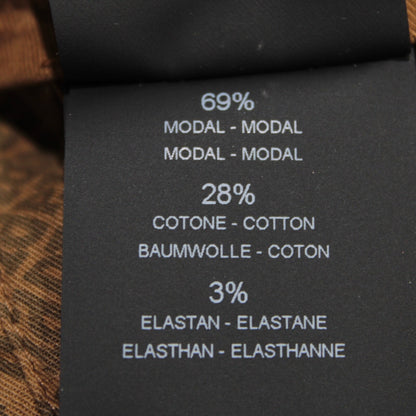 69%
MODAL - MODAL
MODAL - MODAL
28%
COTONE - COTTON
BAUMWOLLE - COTON
3%
ELASTAN - ELASTANE
ELASTHAN - ELASTHANNE